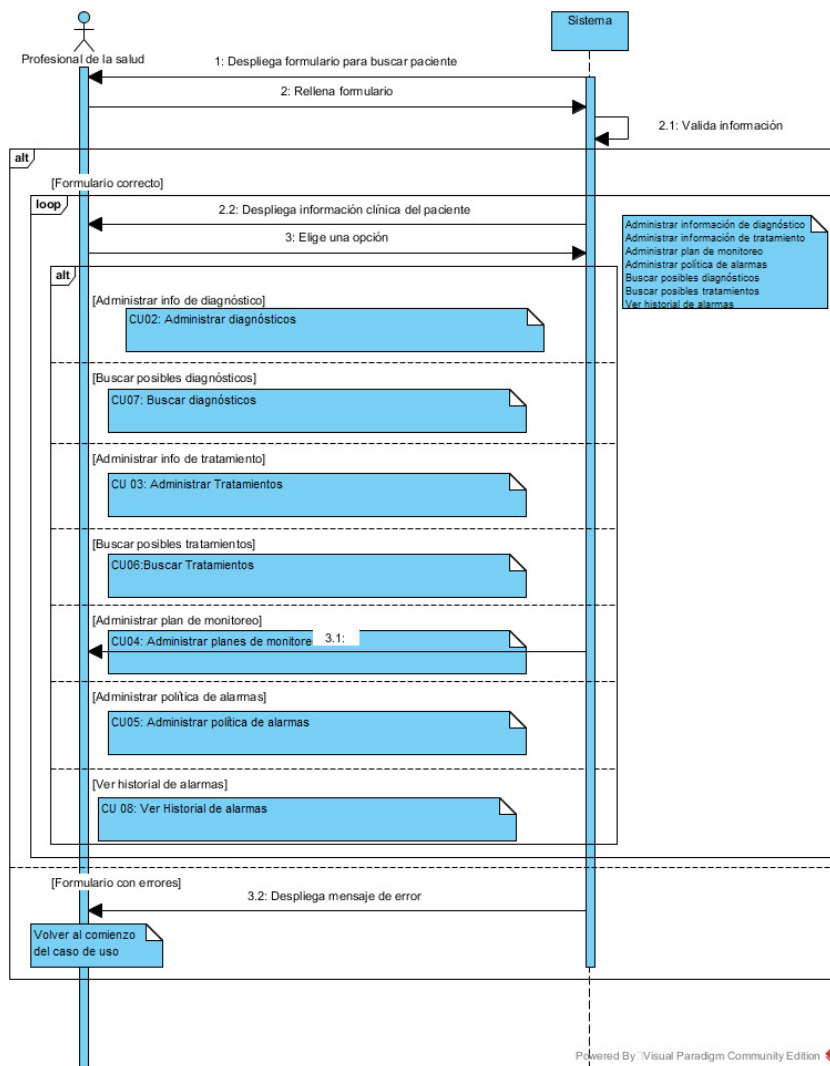 Sistema
Profesional de la salud
1: Despliega formulario para buscar paciente
2: Rellena formulario
2.1: Valida información
alt
[Formulario correcto]
loop
2.2: Despliega información clínica del paciente
3: Elige una opción
Administrar información de diagnóstico
Administrar información de tratamiento
Administrar plan de monitoreo
Administrar política de alarmas
Buscar posibles diagnósticos
Buscar posibles tratamientos
Ver historial de alarmas
alt
[Administrar info de diagnóstico]
CU02: Administrar diagnósticos
[Buscar posibles diagnósticos]
CU07: Buscar diagnósticos
[Administrar info de tratamiento]
CU 03: Administrar Tratamientos
[Buscar posibles tratamientos]
CU06:Buscar Tratamientos
[Administrar plan de monitoreo]
CU04: Administrar planes de monitore
3.1:
[Administrar política de alarmas]
CU05: Administrar política de alarmas
[Ver historial de alarmas]
CU 08: Ver Historial de alarmas
[Formulario con errores]
3.2: Despliega mensaje de error
Volver al comienzo
del caso de uso
Powered By Visual Paradigm Community Edition